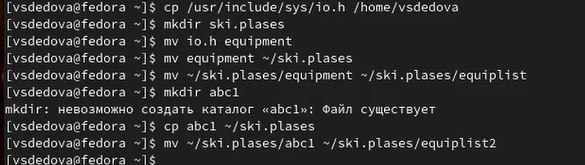 [vsdedova@fedora ~]$ cp /usr/include/sys/io.h /home/vsdedova
[vsdedova@fedora ~]$ mkdir ski.plases
[vsdedova@fedora ~]$ mv io.h equipment
[vsdedova@fedora ~]$ mv equipment ~/ski.plases
[vsdedova@fedora ~]$ mv ~/ski.plases/equipment ~/ski.plases/equiplist
[vsdedova@fedora ~]$ mkdir abc1
mkdir: невозможно создать каталог «abc1»: Файл существует
[vsdedova@fedora ~]$ cp abc1 ~/ski.plases
[vsdedova@fedora ~]$ mv ~/ski.plases/abc1 ~/ski.plases/equiplist2
[vsdedova@fedora ~]$